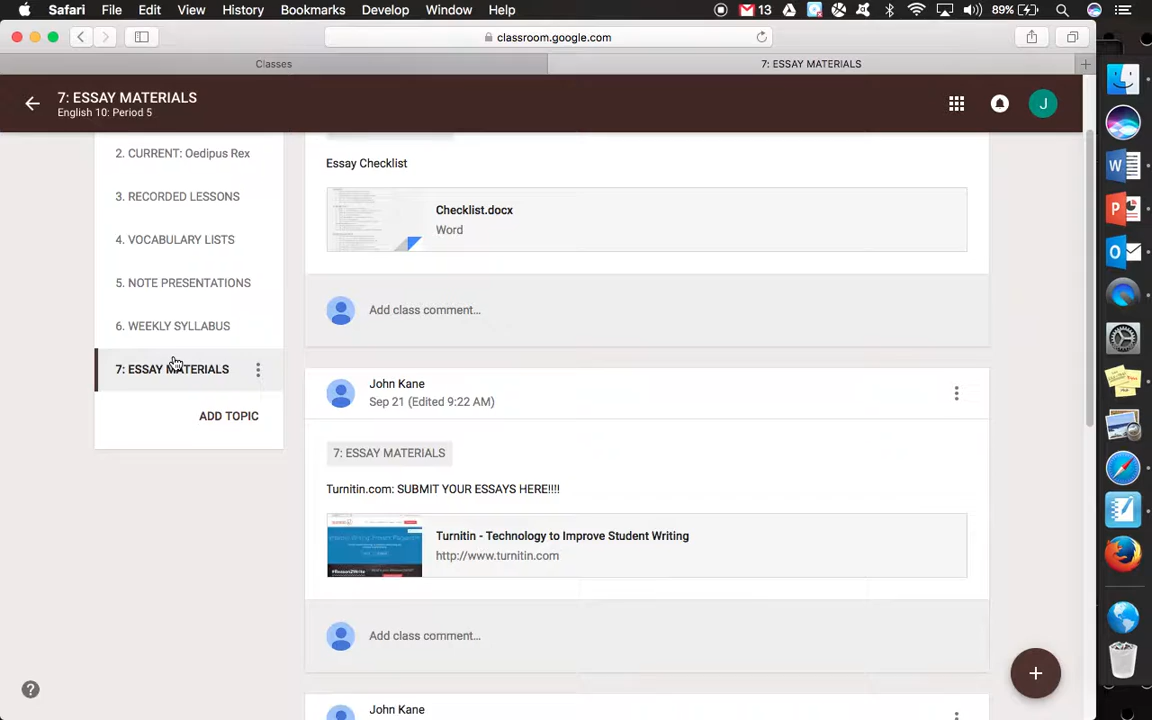 Safari File Edit View History Bookmarks Develop Window Help 13 89%
classroom.google.com
Classes
7: ESSAY MATERIALS
7: ESSAY MATERIALS
English 10: Period 5
J
2. CURRENT: Oedipus Rex
3. RECORDED LESSONS
4. VOCABULARY LISTS
5. NOTE PRESENTATIONS
6. WEEKLY SYLLABUS
7: ESSAY MATERIALS
ADD TOPIC
Essay Checklist
Checklist.docx
Word
Add class comment...
John Kane
Sep 21 (Edited 9:22 AM)
7: ESSAY MATERIALS
Turnitin.com: SUBMIT YOUR ESSAYS HERE!!!!
Turnitin - Technology to Improve Student Writing
http://www.turnitin.com
Add class comment...
John Kane